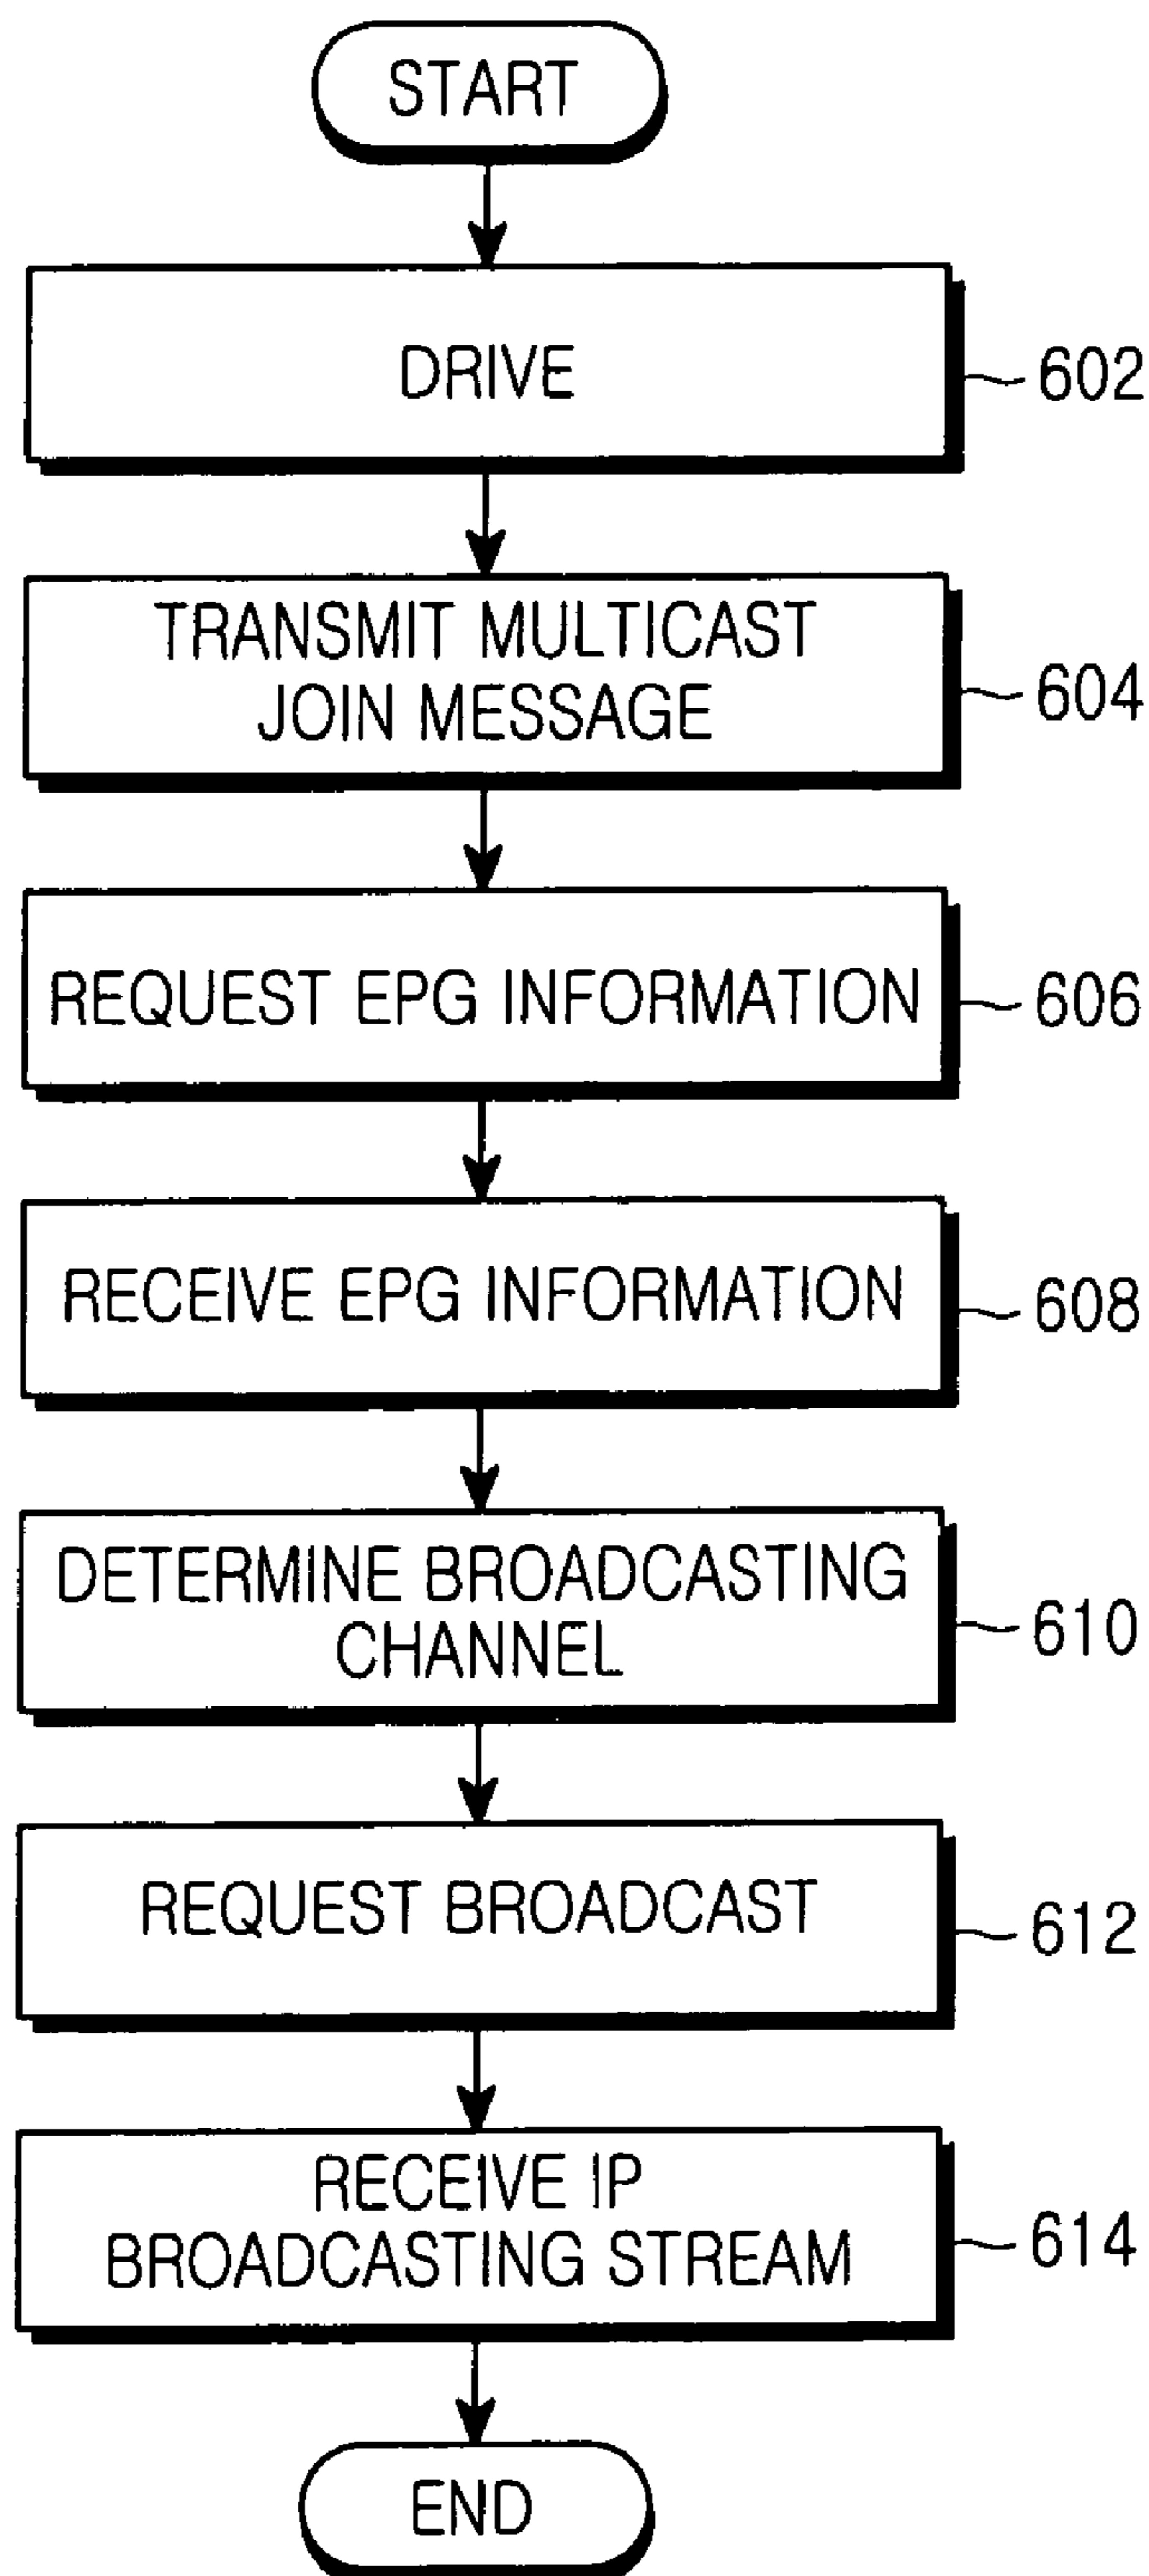 START
DRIVE
602
TRANSMIT MULTICAST
JOIN MESSAGE
604
REQUEST EPG INFORMATION
606
RECEIVE EPG INFORMATION
608
DETERMINE BROADCASTING
CHANNEL
610
REQUEST BROADCAST
612
RECEIVE IP
BROADCASTING STREAM
614
END